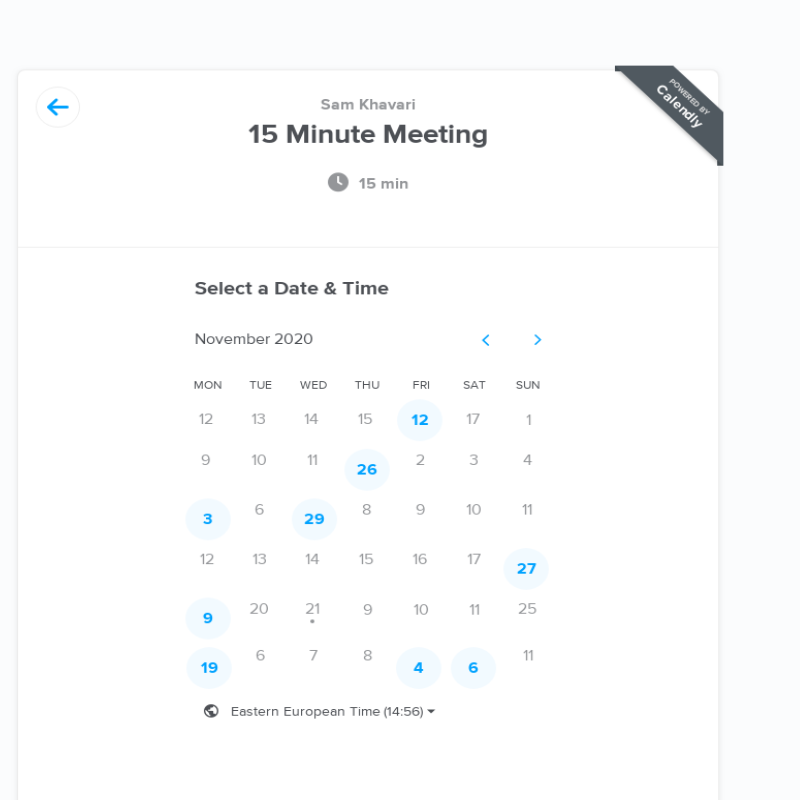 POWERED BY
Calendly
Sam Khavari
15 Minute Meeting
15 min
Select a Date & Time
November 2020
MON TUE WED THU FRI SAT SUN
12 13 14 15 12 17 1
9 10 11 26 2 3 4
3 6 29 8 9 10 11
12 13 14 15 16 17 27
9 20 21 9 10 11 25
19 6 7 8 4 6 11
Eastern European Time (14:56)